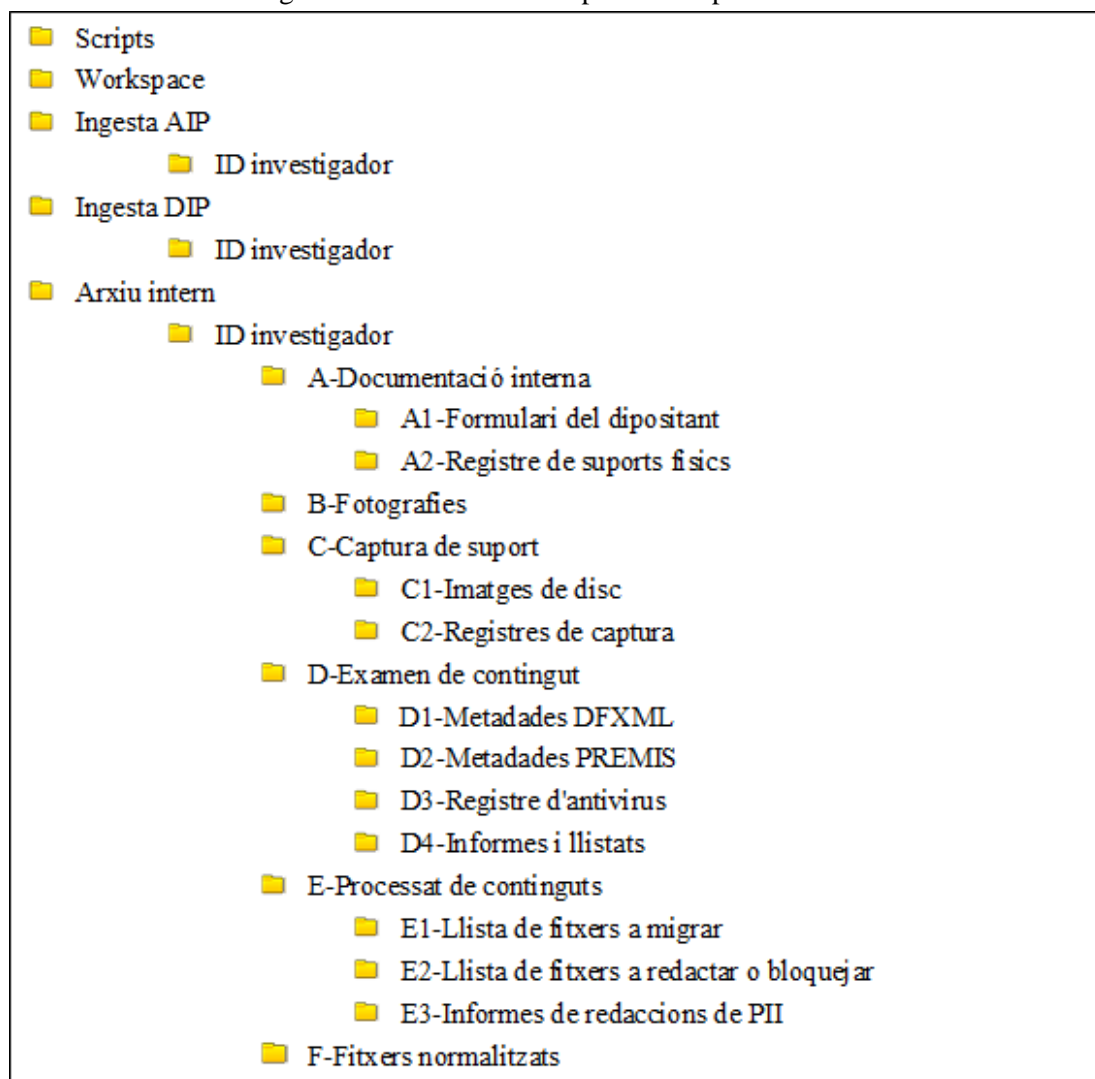 Scripts
Workspace
Ingesta AIP
ID investigador
Ingesta DIP
ID investigador
Arxiu intern
ID investigador
A-Documentació interna
A1-Formulari del dipositant
A2-Registre de suports físics
B-Fotografies
C-Captura de suport
C1-Imatges de disc
C2-Registres de captura
D-Examen de contingut
D1-Metadades DFXML
D2-Metadades PREMIS
D3-Registre d'antivirus
D4-Informes i llistats
E-Processat de continguts
E1-Llista de fitxers a migrar
E2-Llista de fitxers a redactar o bloquejar
E3-Informes de redaccions de PII
F-Fitxers normalitzats